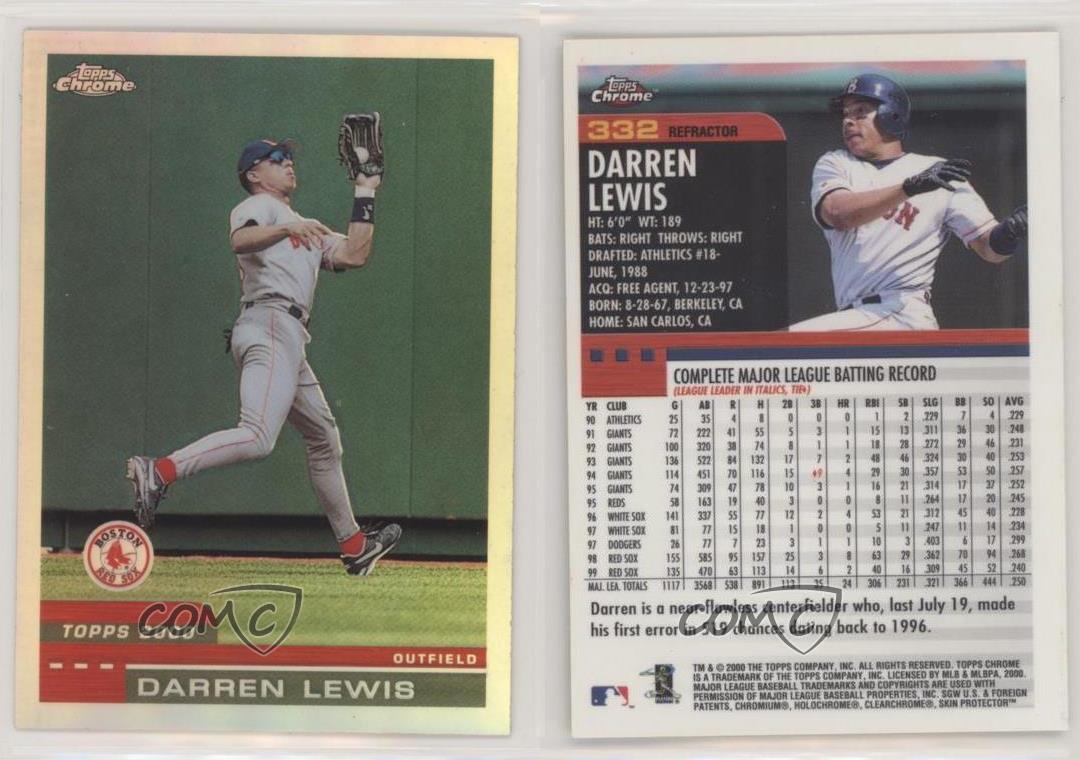 Topps
Chrome
BOSTON
RED SOX
COMC
TOPPS 2000
OUTFIELD
DARREN LEWIS
Topps
Chrome™
332 REFRACTOR
DARREN
LEWIS
HT: 6'0" WT: 189
BATS: RIGHT THROWS: RIGHT
DRAFTED: ATHLETICS #18-
JUNE, 1988
ACQ: FREE AGENT, 12-23-97
BORN: 8-28-67, BERKELEY, CA
HOME: SAN CARLOS, CA
COMPLETE MAJOR LEAGUE BATTING RECORD
(LEAGUE LEADER IN ITALICS, TIE♦)
YR CLUB G AB R H 2B 3B HR RBI SB SLG BB SO AVG
90 ATHLETICS 25 35 4 8 0 0 0 1 2 .229 7 4 .229
91 GIANTS 72 222 41 55 5 3 1 15 13 .311 36 30 .248
92 GIANTS 100 320 38 74 8 1 1 18 28 .272 29 46 .231
93 GIANTS 136 522 84 132 17 7 2 48 46 .324 30 40 .253
94 GIANTS 114 451 70 116 15 ♦9 4 29 30 .357 53 50 .257
95 GIANTS 74 309 47 78 10 3 1 16 21 .314 17 37 .252
95 REDS 58 163 19 40 3 0 0 8 11 .264 17 20 .245
96 WHITE SOX 141 337 55 77 12 2 4 53 21 .312 45 40 .228
97 WHITE SOX 81 77 15 18 1 0 0 5 11 .247 11 14 .234
97 DODGERS 26 77 7 23 3 1 1 10 3 .403 6 17 .299
98 RED SOX 155 585 95 157 25 3 8 63 29 .362 70 94 .268
99 RED SOX 135 470 63 113 14 6 2 40 16 .309 45 52 .240
MAJ. LEA. TOTALS 1117 3568 538 891 113 35 24 306 231 .321 366 444 .250
Darren is a near-flawless centerfielder who, last July 19, made
his first error in 519 chances dating back to 1996.
COMC
TM & © 2000 THE TOPPS COMPANY, INC. ALL RIGHTS RESERVED. TOPPS CHROME
IS A TRADEMARK OF THE TOPPS COMPANY, INC. LICENSED BY MLB & MLBPA, 2000.
MAJOR LEAGUE BASEBALL TRADEMARKS AND COPYRIGHTS ARE USED WITH
PERMISSION OF MAJOR LEAGUE BASEBALL PROPERTIES, INC. SGW U.S. & FOREIGN
PATENTS, CHROMIUM®, HOLOCHROME®, CLEARCHROME®, SKIN PROTECTOR™